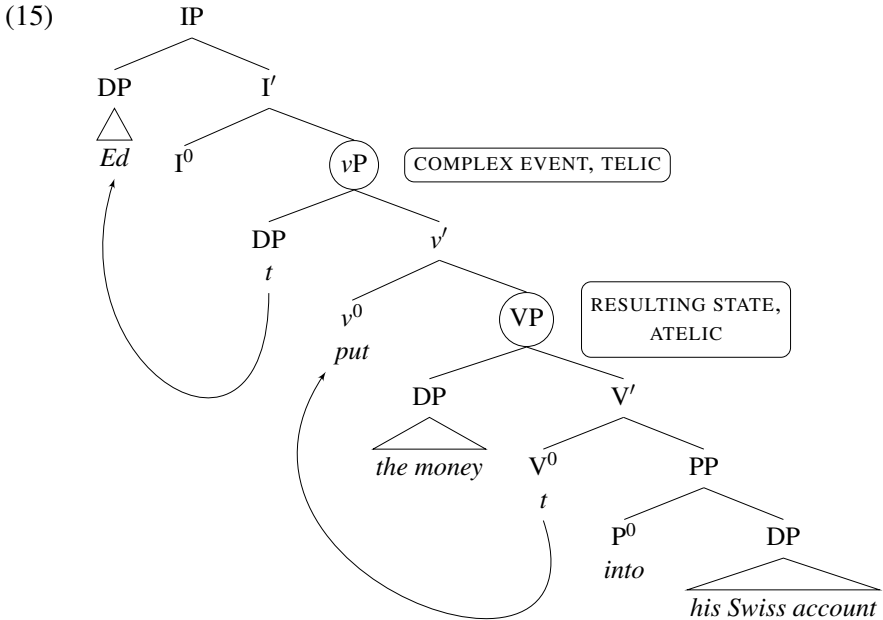 (15) IP
DP I′
Ed I⁰ vP COMPLEX EVENT, TELIC
DP v′
t
v⁰ VP RESULTING STATE,
put ATELIC
DP V′
the money V⁰ PP
t
P⁰ DP
into
his Swiss account